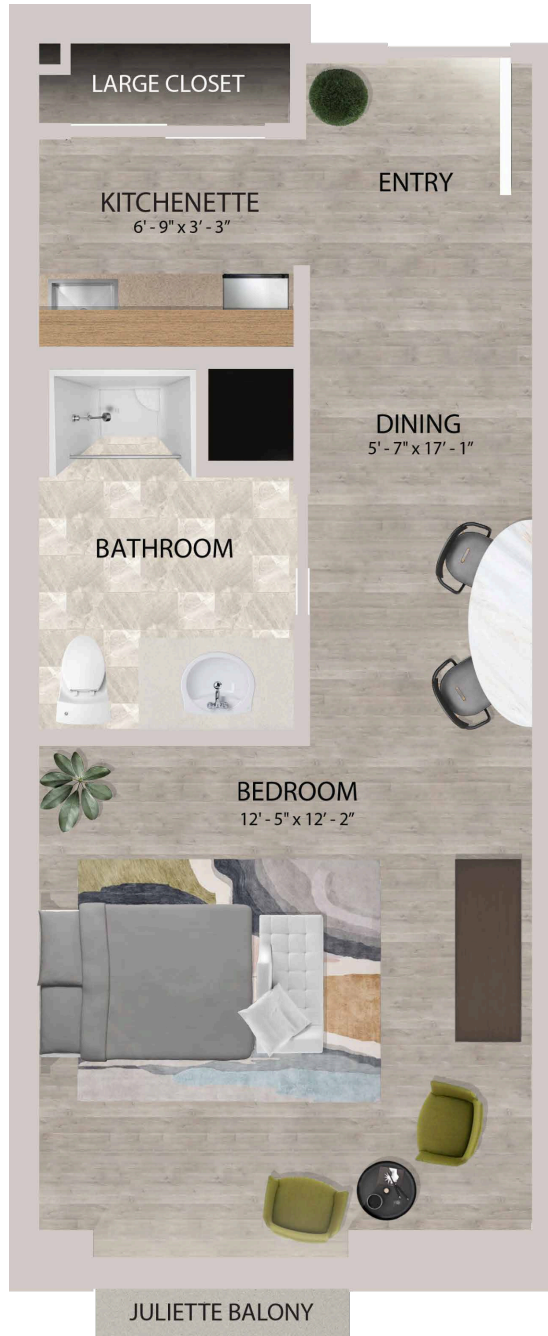 LARGE CLOSET
ENTRY
KITCHENETTE
6' - 9" x 3’ - 3”
DINING
5' - 7" x 17’ - 1”
BATHROOM
BEDROOM
12' - 5" x 12’ - 2”
JULIETTE BALONY